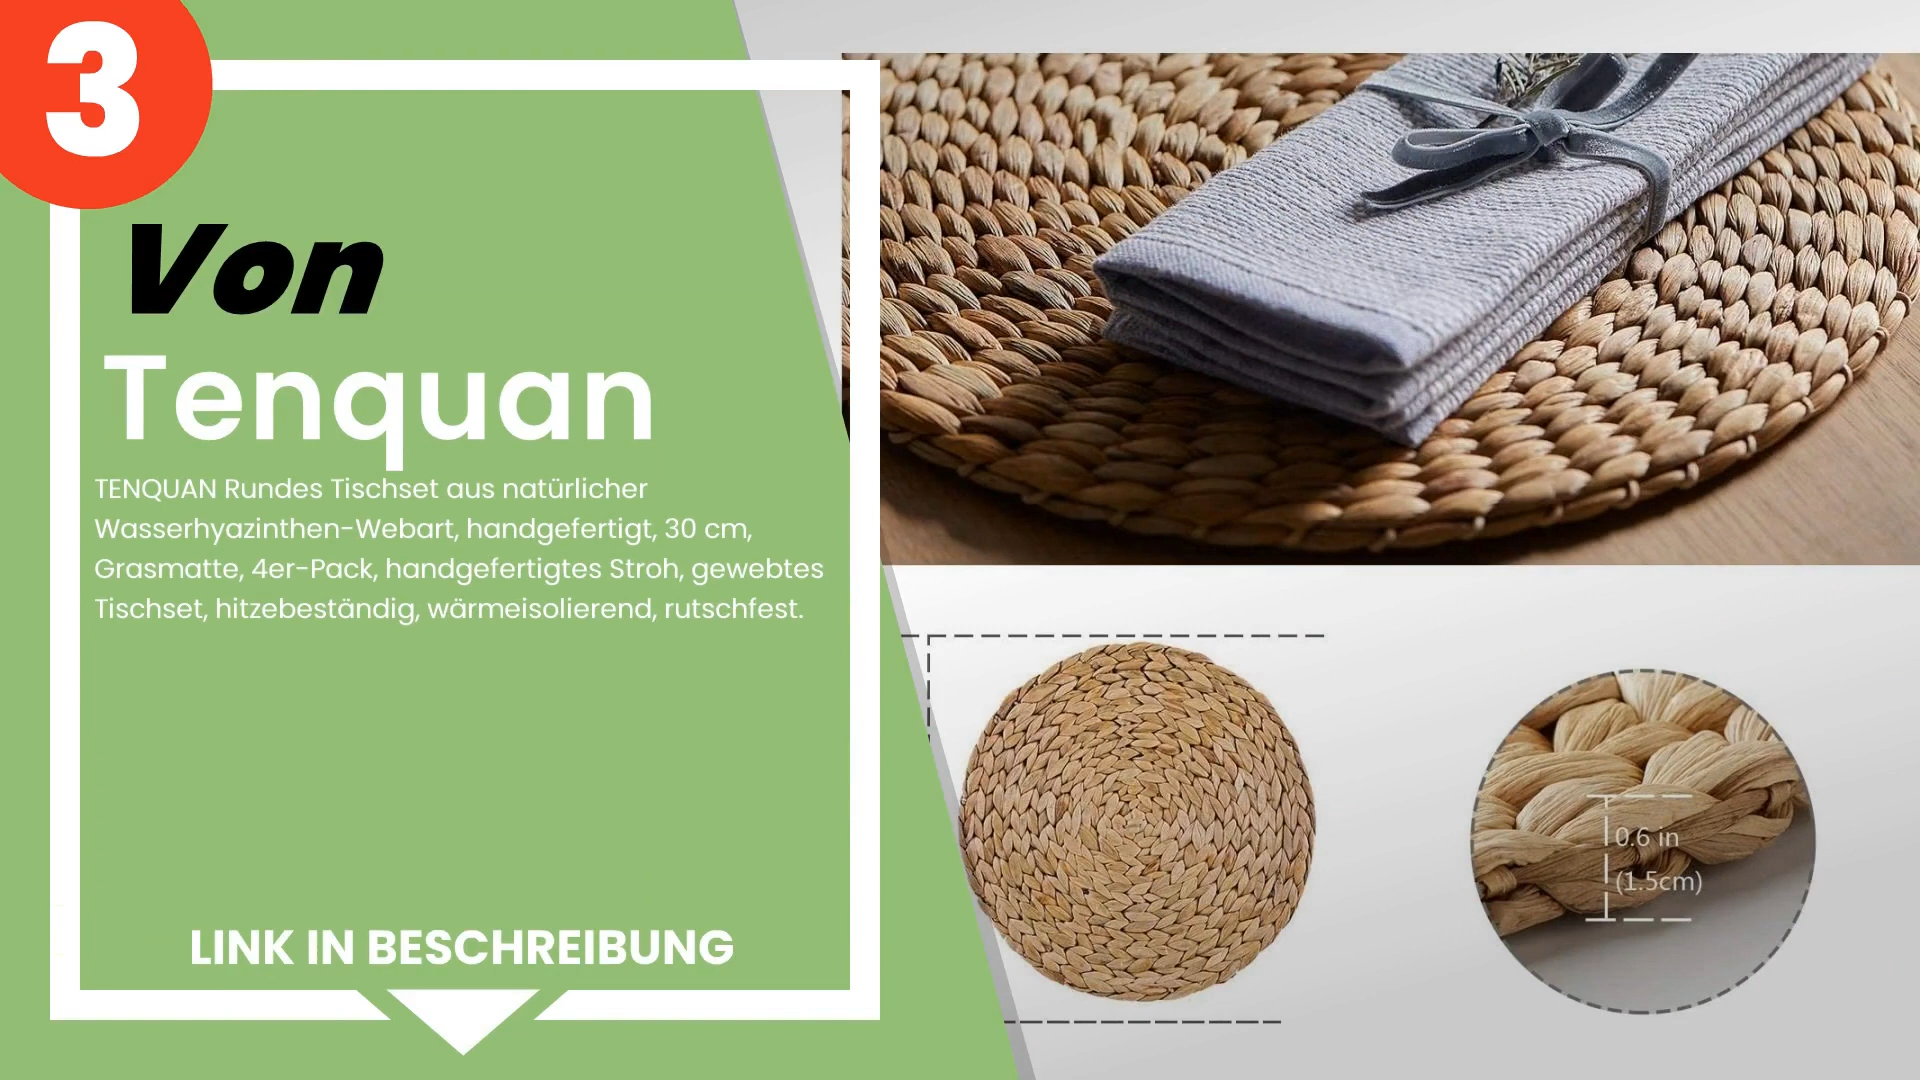 3
Von
Tenquan
TENQUAN Rundes Tischset aus natürlicher
Wasserhyazinthen-Webart, handgefertigt, 30 cm,
Grasmatte, 4er-Pack, handgefertigtes Stroh, gewebtes
Tischset, hitzebeständig, wärmeisolierend, rutschfest.
LINK IN BESCHREIBUNG
0.6 in
(1.5cm)